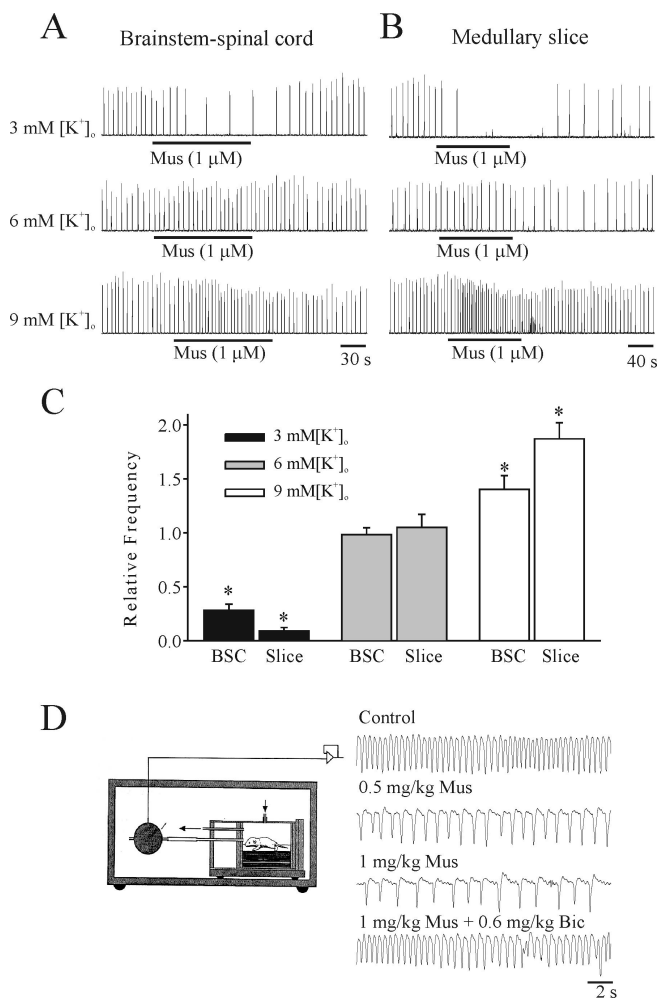 A
B
Brainstem-spinal cord
Medullary slice
3 mM [K⁺]ₒ
Mus (1 μM)
Mus (1 μM)
6 mM [K⁺]ₒ
Mus (1 μM)
Mus (1 μM)
9 mM [K⁺]ₒ
Mus (1 μM)
30 s
Mus (1 μM)
40 s
C
Relative Frequency
2.0
1.5
1.0
0.5
0.0
3 mM[K⁺]ₒ
6 mM[K⁺]ₒ
9 mM[K⁺]ₒ
*
*
*
*
BSC
Slice
BSC
Slice
BSC
Slice
D
Control
0.5 mg/kg Mus
1 mg/kg Mus
1 mg/kg Mus + 0.6 mg/kg Bic
2 s